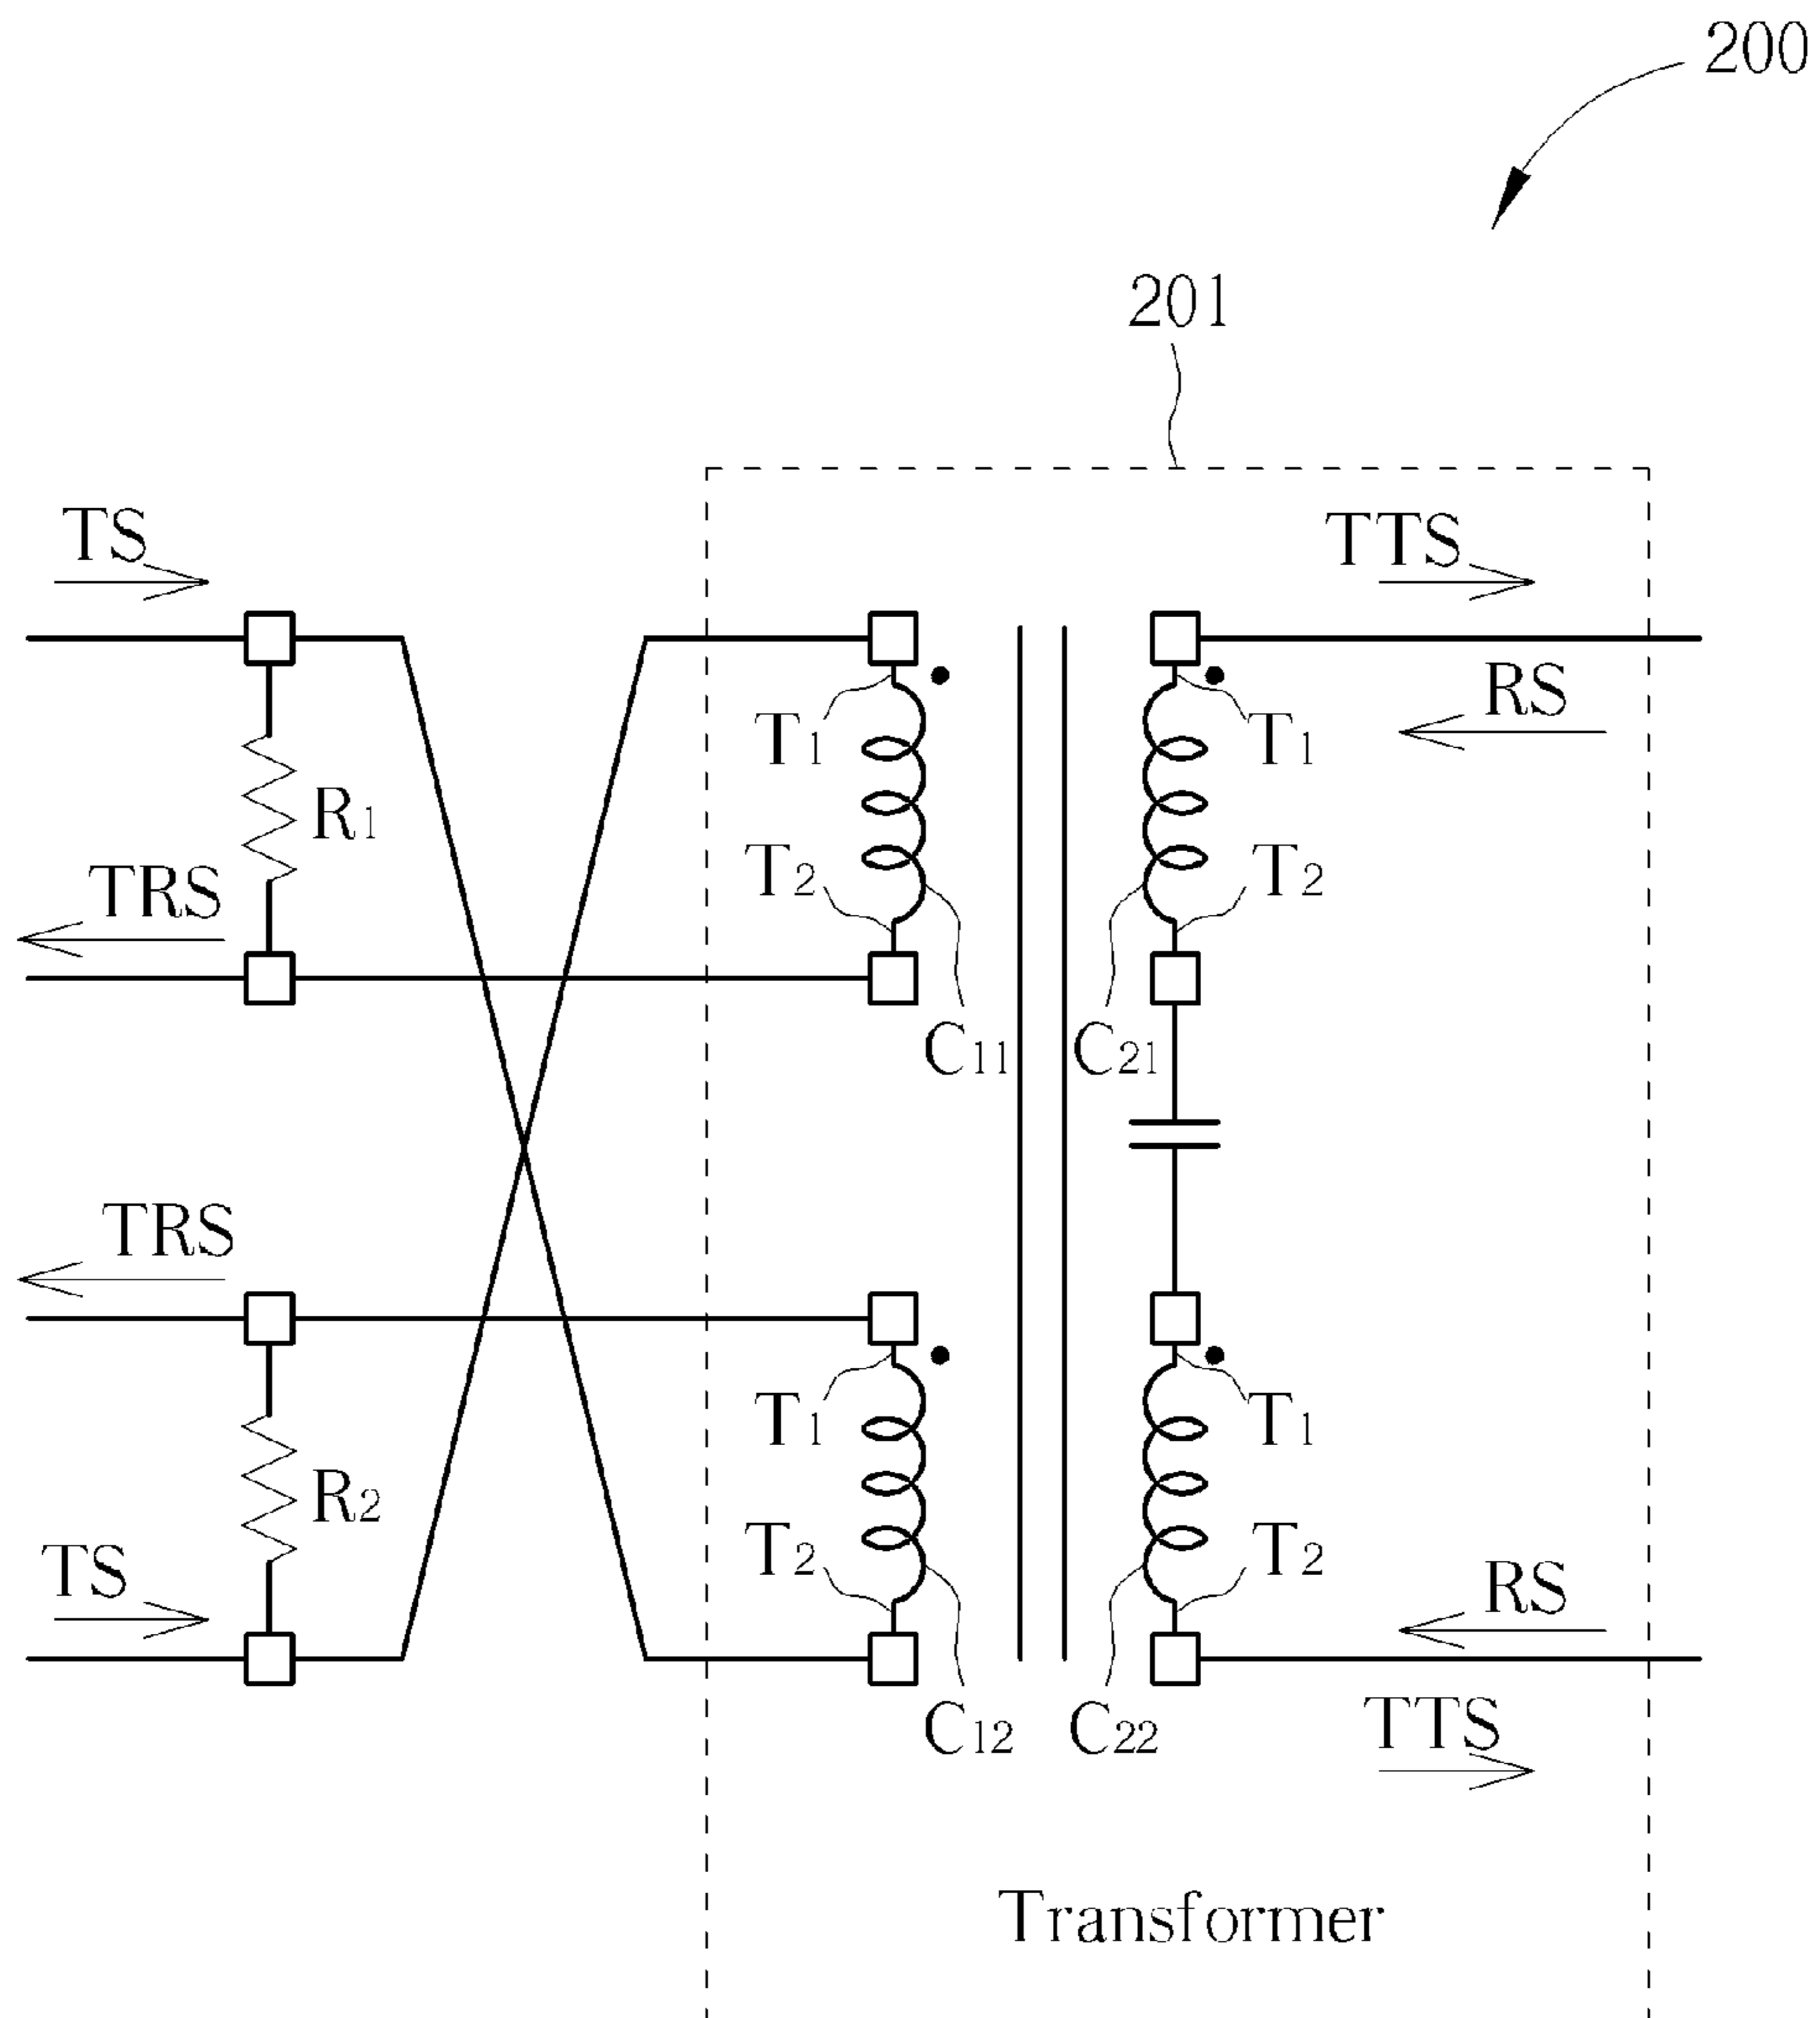 200
201
TS
TTS
RS
T1
T1
R1
T2
T2
TRS
C11
C21
TRS
T1
T1
R2
T2
T2
TS
RS
C12
C22
TTS
Transformer